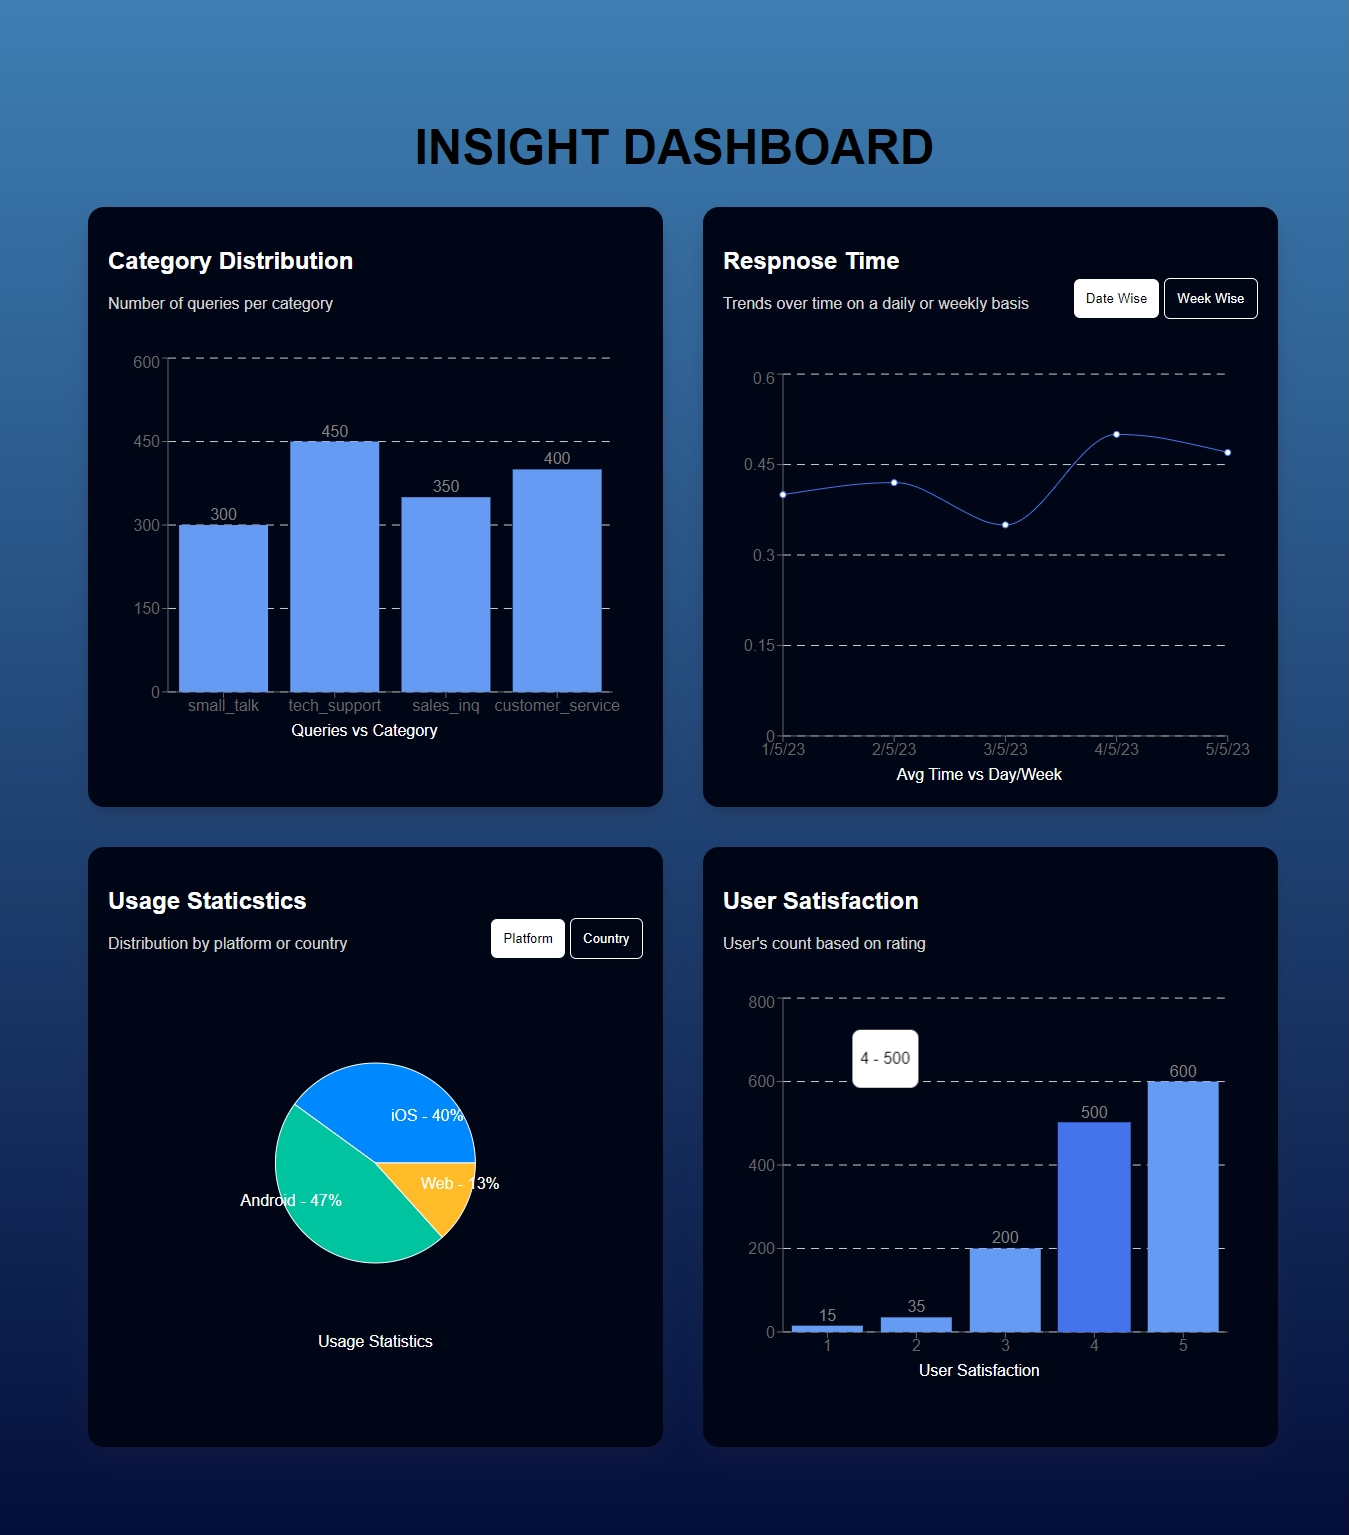 INSIGHT DASHBOARD
Category Distribution
Number of queries per category
600
450
300
150
0
300
450
350
400
small_talk
tech_support
sales_inq
customer_service
Queries vs Category
Respnose Time
Trends over time on a daily or weekly basis
Date Wise
Week Wise
0.6
0.45
0.3
0.15
0
1/5/23
2/5/23
3/5/23
4/5/23
5/5/23
Avg Time vs Day/Week
Usage Staticstics
Distribution by platform or country
Platform
Country
iOS - 40%
Web - 13%
Android - 47%
Usage Statistics
User Satisfaction
User's count based on rating
800
600
400
200
0
4 - 500
15
35
200
500
600
1
2
3
4
5
User Satisfaction